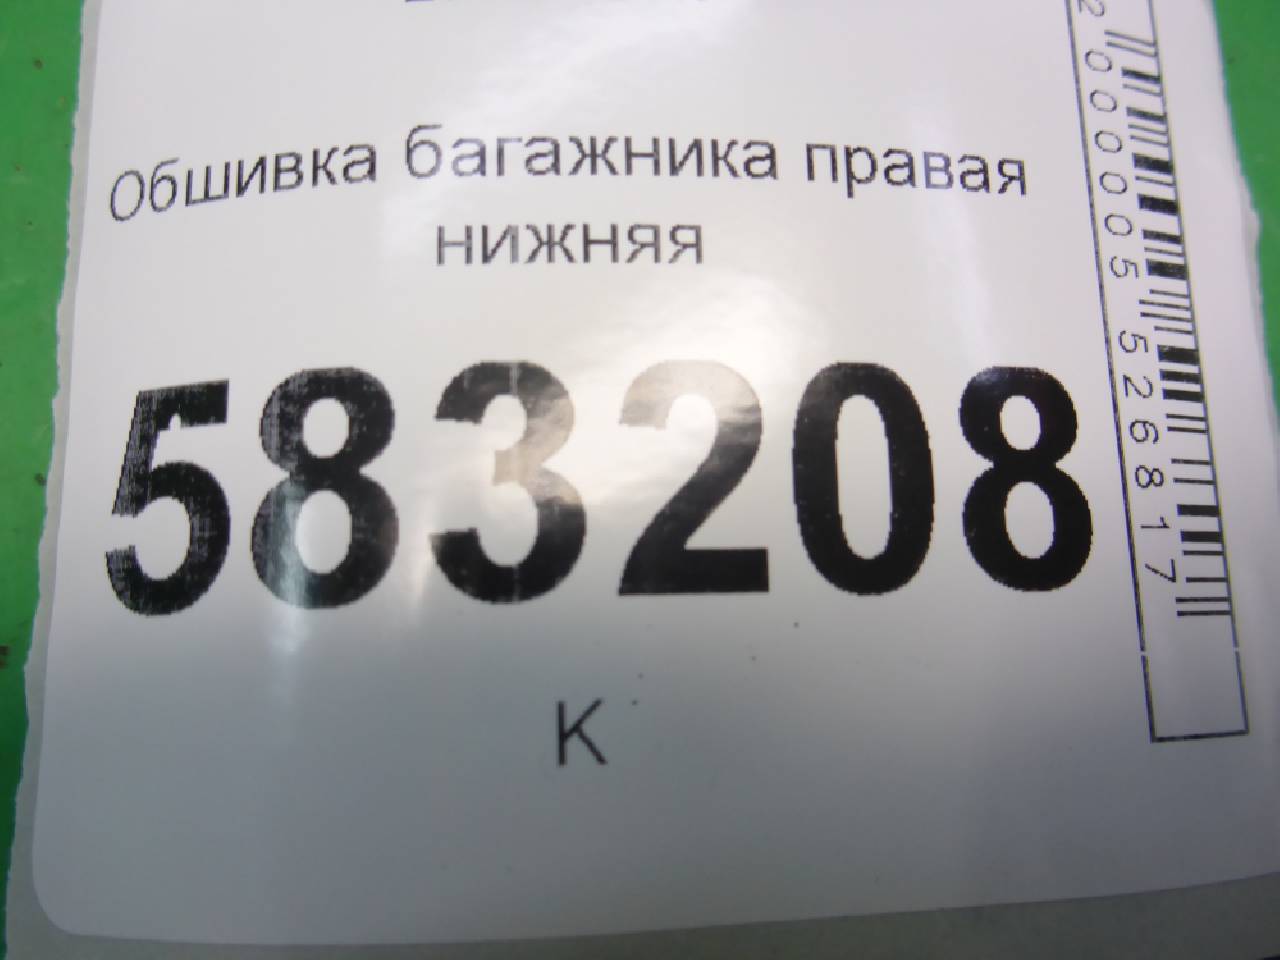 Обшивка багажника правая
нижняя
583208
К
2000005526817